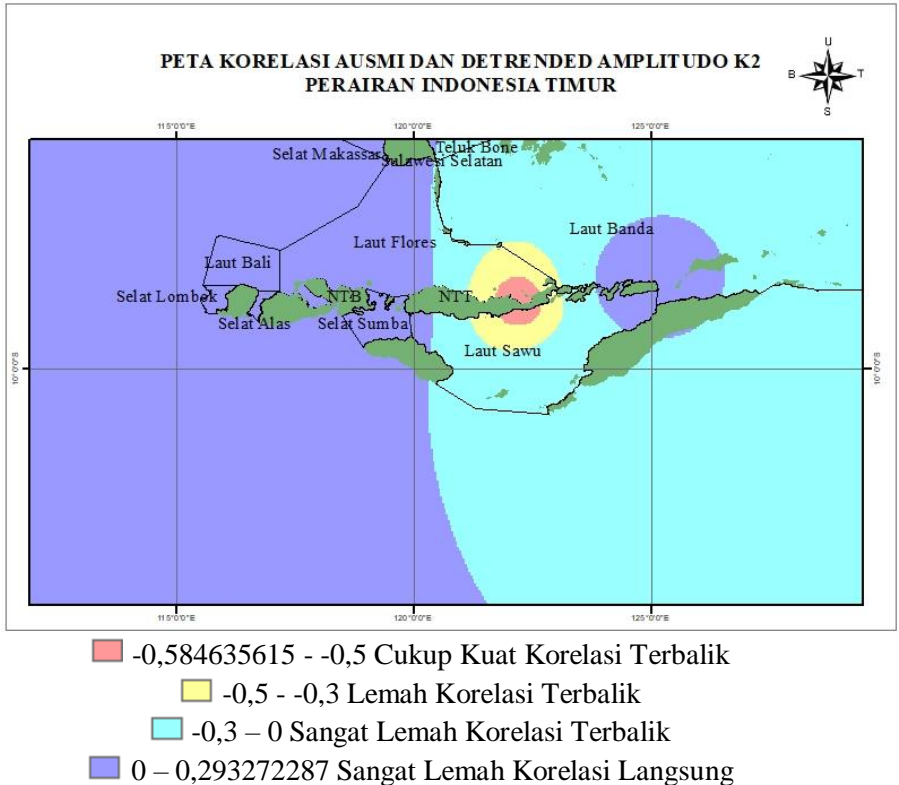 PETA KORELASI AUSMI DAN DETRENDED AMPLITUDO K2
PERAIRAN INDONESIA TIMUR
U
B T
S
115°0'0"E 120°0'0"E 125°0'0"E
Selat Makassar
Teluk Bone
Sulawesi Selatan
Laut Banda
Laut Flores
Laut Bali
Selat Lombok
NTB
NTT
Selat Alas
Selat Sumba
Laut Sawu
10°0'0"S 10°0'0"S
115°0'0"E 120°0'0"E 125°0'0"E
-0,584635615 - -0,5 Cukup Kuat Korelasi Terbalik
-0,5 - -0,3 Lemah Korelasi Terbalik
-0,3 – 0 Sangat Lemah Korelasi Terbalik
0 – 0,293272287 Sangat Lemah Korelasi Langsung